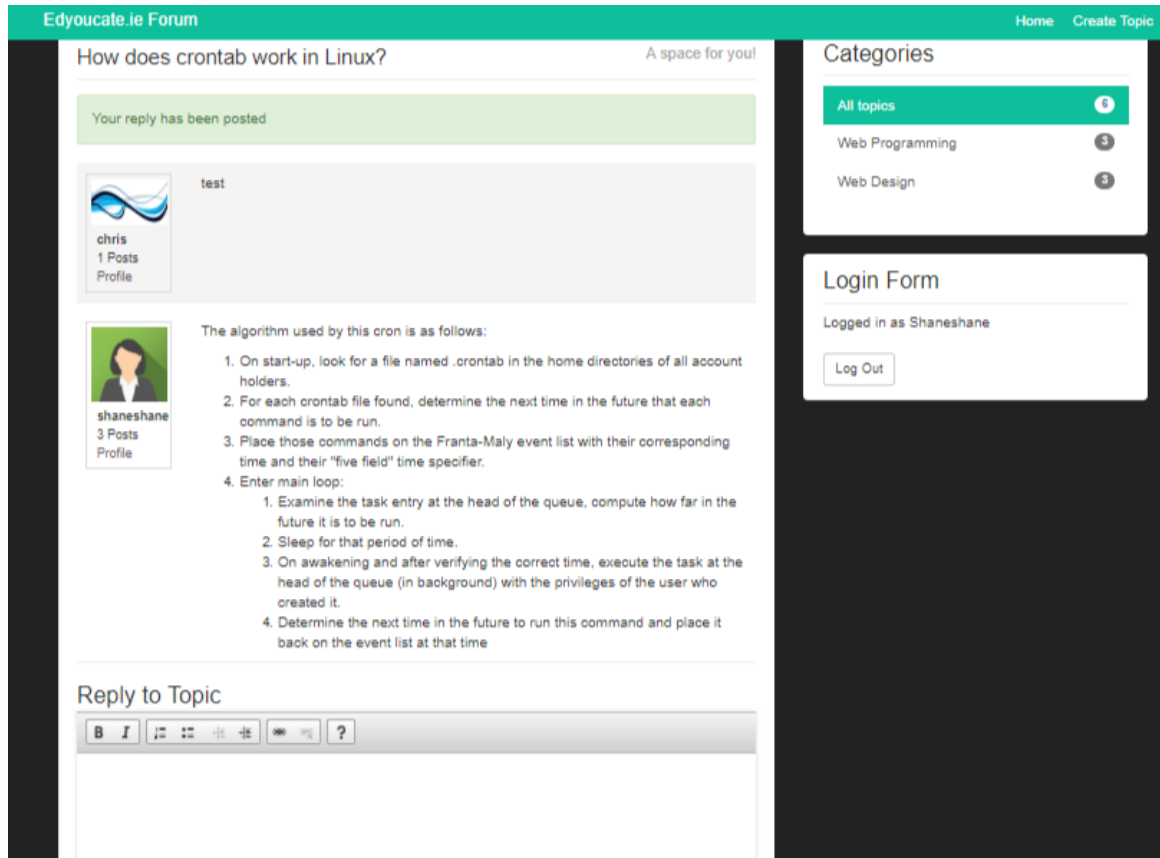 Edyoucate.ie Forum
Home Create Topic
How does crontab work in Linux?
A space for you!
Your reply has been posted
test
chris
1 Posts
Profile
shaneshane
3 Posts
Profile
The algorithm used by this cron is as follows:
1. On start-up, look for a file named .crontab in the home directories of all account
holders.
2. For each crontab file found, determine the next time in the future that each
command is to be run.
3. Place those commands on the Franta-Maly event list with their corresponding
time and their "five field" time specifier.
4. Enter main loop:
1. Examine the task entry at the head of the queue, compute how far in the
future it is to be run.
2. Sleep for that period of time.
3. On awakening and after verifying the correct time, execute the task at the
head of the queue (in background) with the privileges of the user who
created it.
4. Determine the next time in the future to run this command and place it
back on the event list at that time
Reply to Topic
B I ?
Categories
All topics 6
Web Programming 3
Web Design 3
Login Form
Logged in as Shaneshane
Log Out